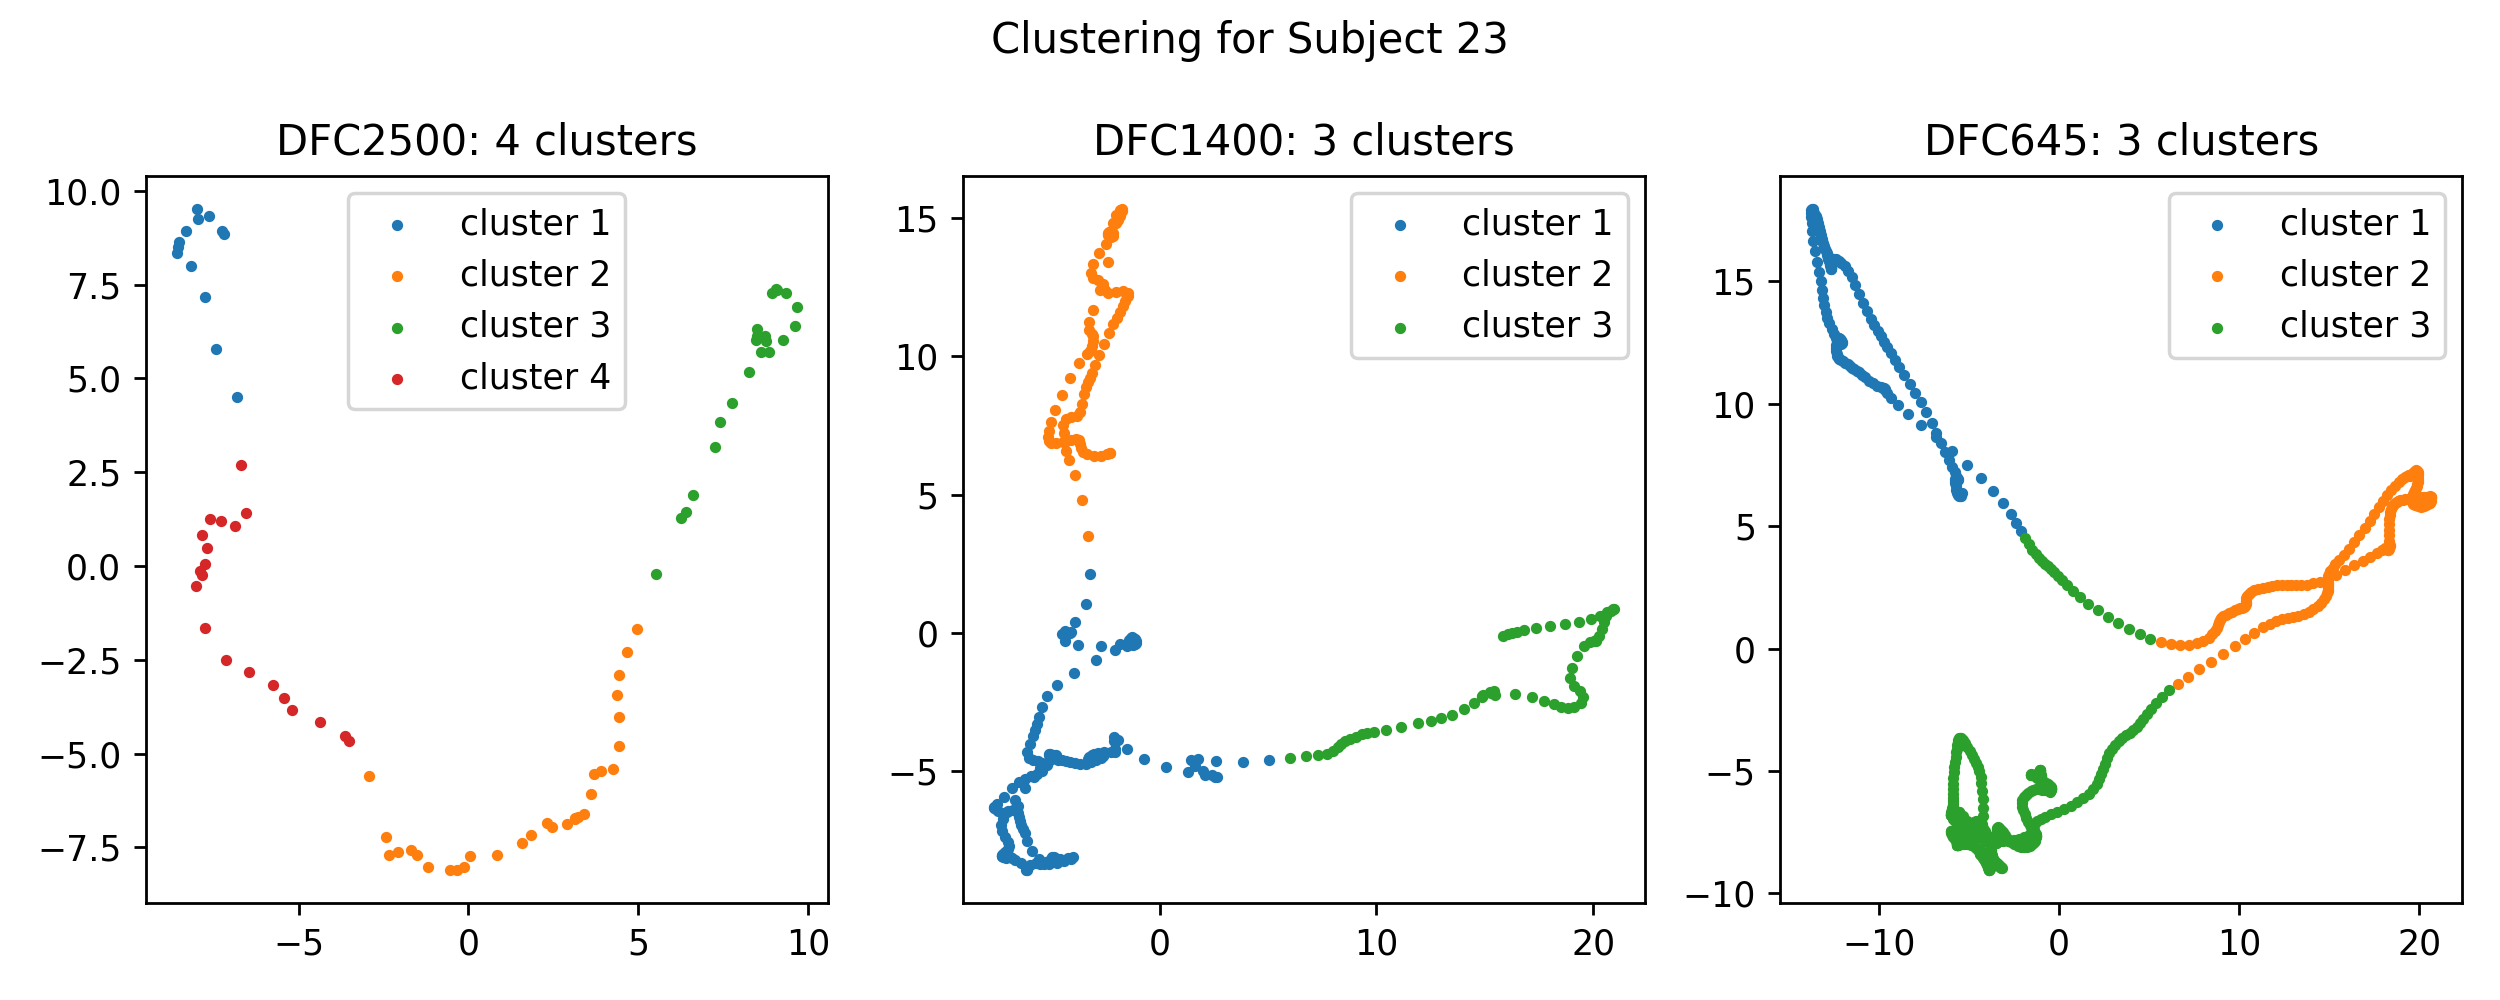 Clustering for Subject 23
DFC2500: 4 clusters
10.0
7.5
5.0
2.5
0.0
−2.5
−5.0
−7.5
−5
0
5
10
cluster 1
cluster 2
cluster 3
cluster 4
DFC1400: 3 clusters
15
10
5
0
−5
0
10
20
cluster 1
cluster 2
cluster 3
DFC645: 3 clusters
15
10
5
0
−5
−10
−10
0
10
20
cluster 1
cluster 2
cluster 3